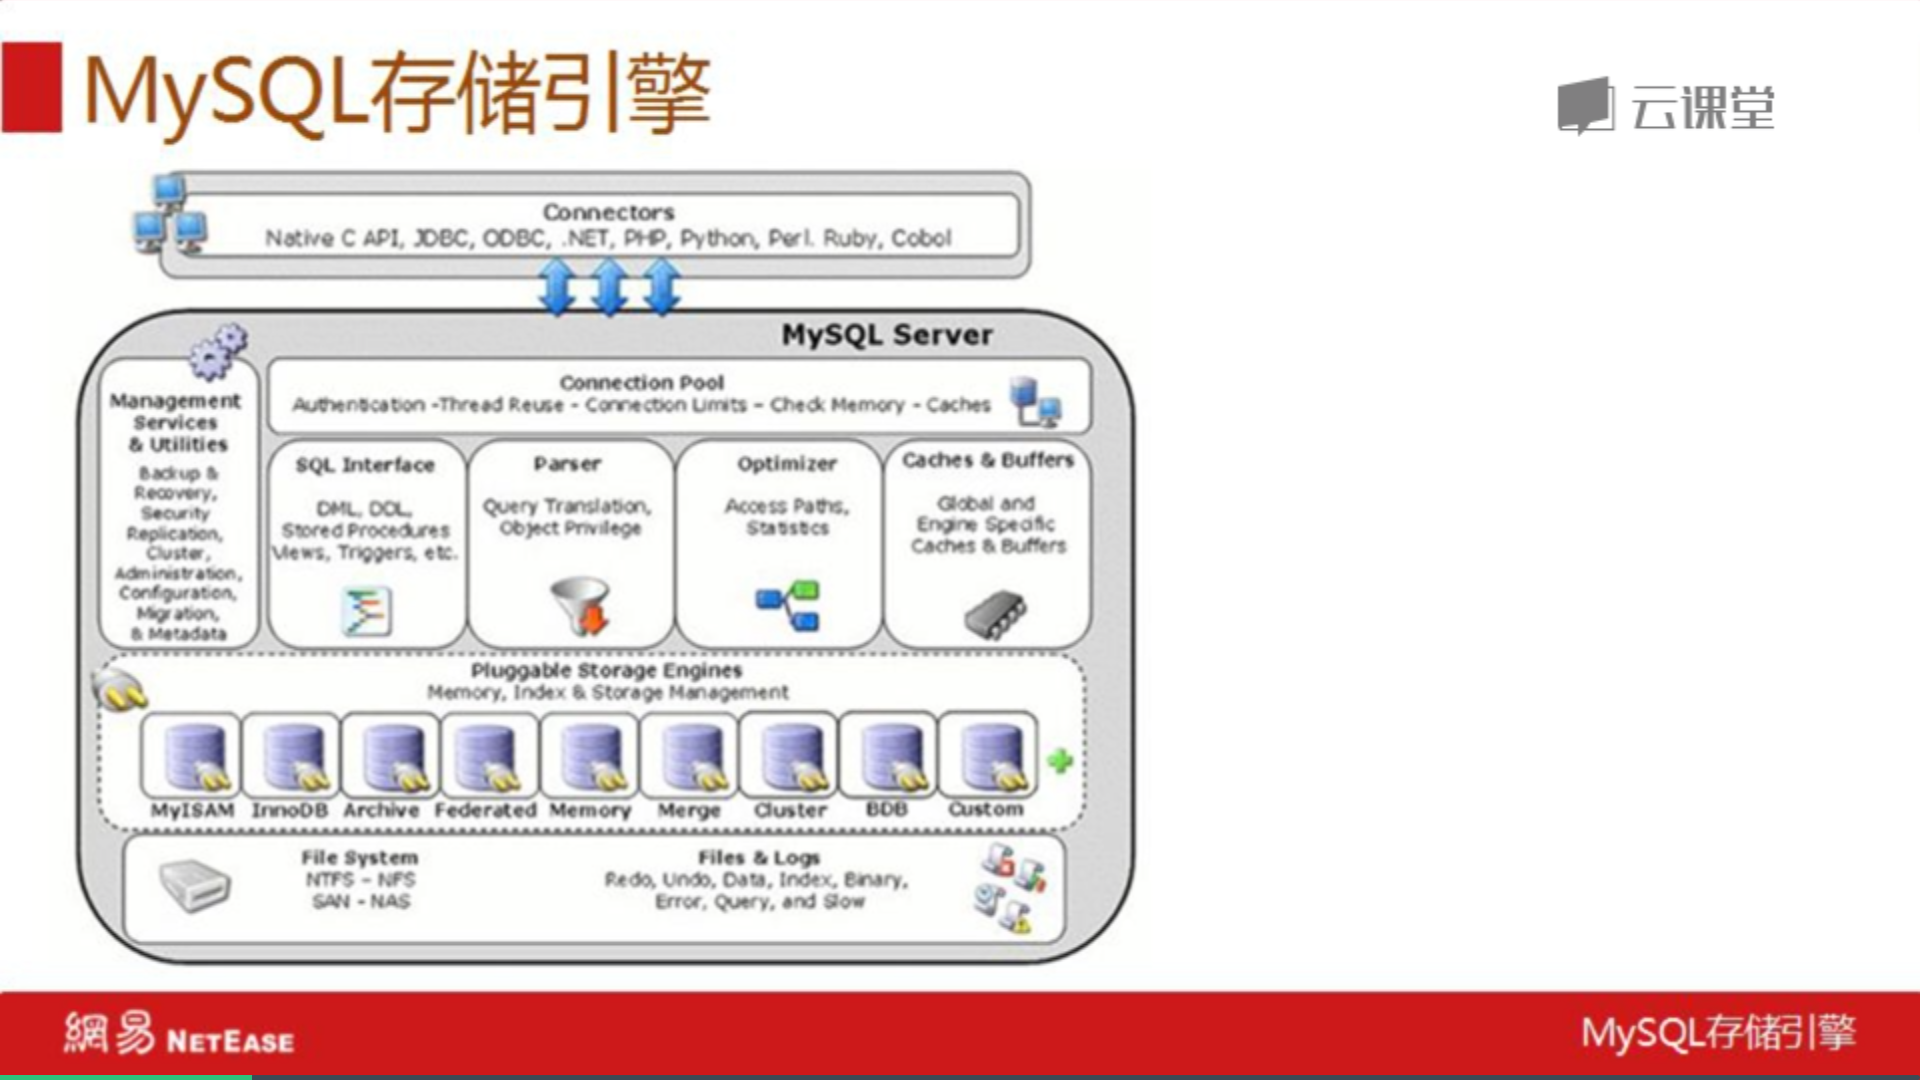 MySQL存储引擎
云课堂
Connectors
Native C API, JDBC, ODBC, .NET, PHP, Python, Perl. Ruby, Cobol
MySQL Server
Management
Services
& Utilities
Backup &
Recovery,
Security
Replication,
Cluster,
Administration,
Configuration,
Migration,
& Metadata
Connection Pool
Authentication -Thread Reuse - Connection Limits - Check Memory - Caches
SQL Interface
DML, DDL,
Stored Procedures
Views, Triggers, etc.
Parser
Query Translation,
Object Privilege
Optimizer
Access Paths,
Statistics
Caches & Buffers
Global and
Engine Specific
Caches & Buffers
Pluggable Storage Engines
Memory, Index & Storage Management
MyISAM InnoDB Archive Federated Memory Merge Cluster BDB Custom
File System
NTFS - NFS
SAN - NAS
Files & Logs
Redo, Undo, Data, Index, Binary,
Error, Query, and Slow
網易 NETEASE
MySQL存储引擎